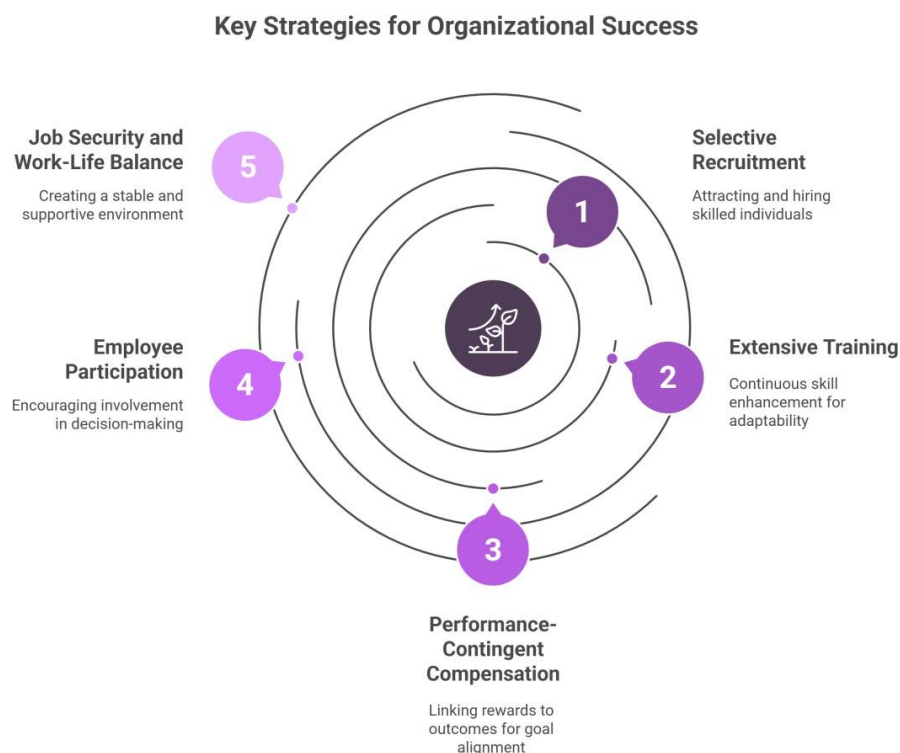 Key Strategies for Organizational Success
1
Selective
Recruitment
Attracting and hiring
skilled individuals
2
Extensive Training
Continuous skill
enhancement for
adaptability
3
Performance-
Contingent
Compensation
Linking rewards to
outcomes for goal
alignment
4
Employee
Participation
Encouraging involvement
in decision-making
5
Job Security and
Work-Life Balance
Creating a stable and
supportive environment